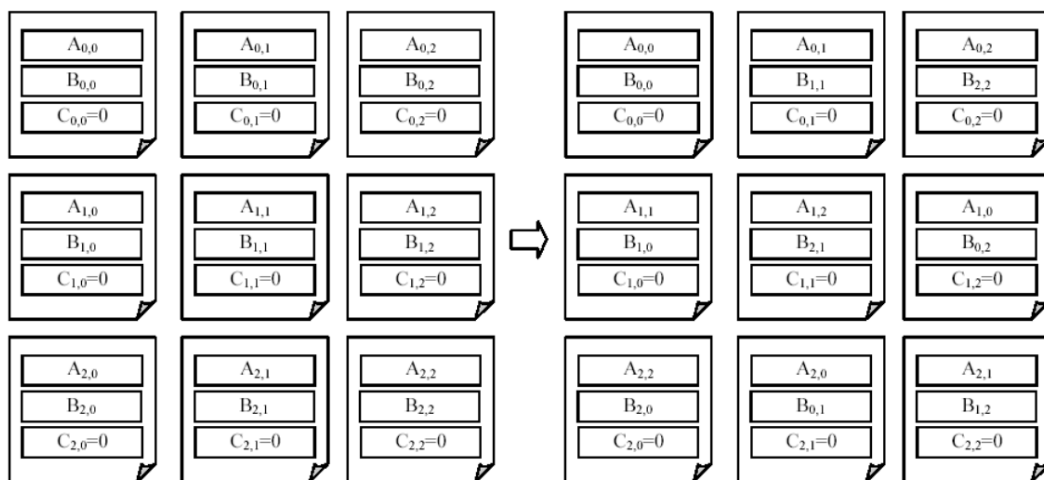 A0,0 A0,1 A0,2 A0,0 A0,1 A0,2
B0,0 B0,1 B0,2 B0,0 B1,1 B2,2
C0,0=0 C0,1=0 C0,2=0 C0,0=0 C0,1=0 C0,2=0
A1,0 A1,1 A1,2 A1,1 A1,2 A1,0
B1,0 B1,1 B1,2 B1,0 B2,1 B0,2
C1,0=0 C1,1=0 C1,2=0 C1,0=0 C1,1=0 C1,2=0
A2,0 A2,1 A2,2 A2,2 A2,0 A2,1
B2,0 B2,1 B2,2 B2,0 B0,1 B1,2
C2,0=0 C2,1=0 C2,2=0 C2,0=0 C2,1=0 C2,2=0